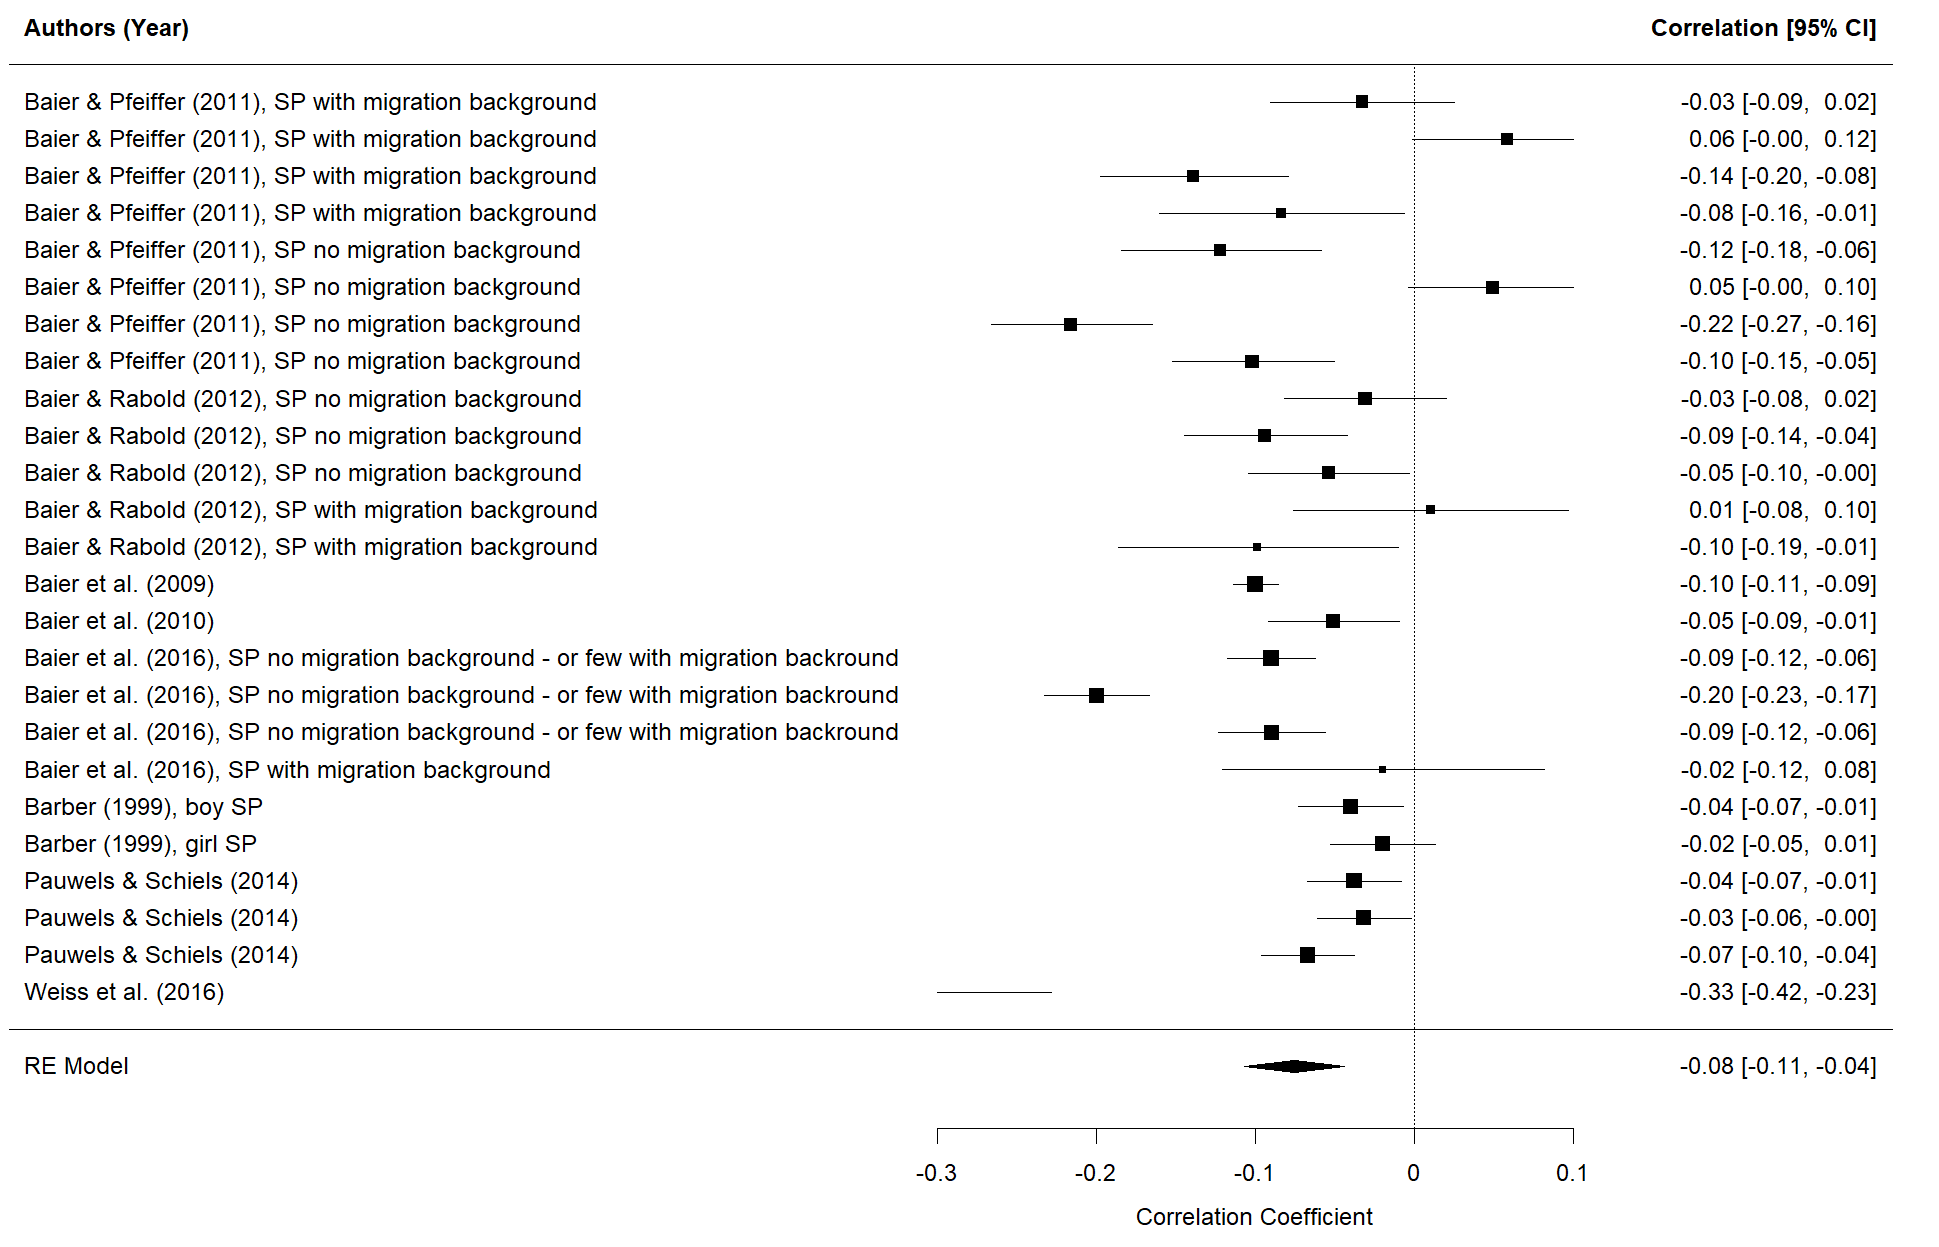 Authors (Year) Correlation [95% CI]
Baier & Pfeiffer (2011), SP with migration background -0.03 [-0.09, 0.02]
Baier & Pfeiffer (2011), SP with migration background 0.06 [-0.00, 0.12]
Baier & Pfeiffer (2011), SP with migration background -0.14 [-0.20, -0.08]
Baier & Pfeiffer (2011), SP with migration background -0.08 [-0.16, -0.01]
Baier & Pfeiffer (2011), SP no migration background -0.12 [-0.18, -0.06]
Baier & Pfeiffer (2011), SP no migration background 0.05 [-0.00, 0.10]
Baier & Pfeiffer (2011), SP no migration background -0.22 [-0.27, -0.16]
Baier & Pfeiffer (2011), SP no migration background -0.10 [-0.15, -0.05]
Baier & Rabold (2012), SP no migration background -0.03 [-0.08, 0.02]
Baier & Rabold (2012), SP no migration background -0.09 [-0.14, -0.04]
Baier & Rabold (2012), SP no migration background -0.05 [-0.10, -0.00]
Baier & Rabold (2012), SP with migration background 0.01 [-0.08, 0.10]
Baier & Rabold (2012), SP with migration background -0.10 [-0.19, -0.01]
Baier et al. (2009) -0.10 [-0.11, -0.09]
Baier et al. (2010) -0.05 [-0.09, -0.01]
Baier et al. (2016), SP no migration background - or few with migration backround -0.09 [-0.12, -0.06]
Baier et al. (2016), SP no migration background - or few with migration backround -0.20 [-0.23, -0.17]
Baier et al. (2016), SP no migration background - or few with migration backround -0.09 [-0.12, -0.06]
Baier et al. (2016), SP with migration background -0.02 [-0.12, 0.08]
Barber (1999), boy SP -0.04 [-0.07, -0.01]
Barber (1999), girl SP -0.02 [-0.05, 0.01]
Pauwels & Schiels (2014) -0.04 [-0.07, -0.01]
Pauwels & Schiels (2014) -0.03 [-0.06, -0.00]
Pauwels & Schiels (2014) -0.07 [-0.10, -0.04]
Weiss et al. (2016) -0.33 [-0.42, -0.23]
RE Model -0.08 [-0.11, -0.04]
-0.3 -0.2 -0.1 0 0.1
Correlation Coefficient